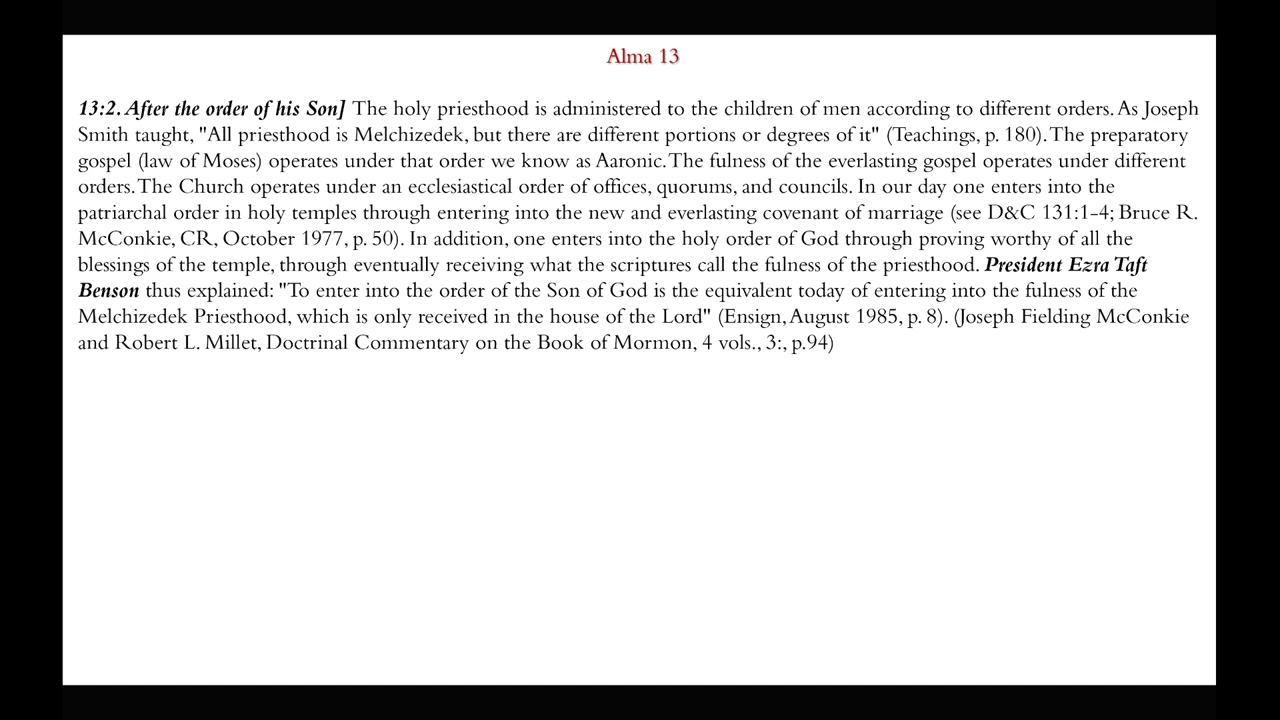 Alma 13
13:2. After the order of his Son] The holy priesthood is administered to the children of men according to different orders. As Joseph
Smith taught, "All priesthood is Melchizedek, but there are different portions or degrees of it" (Teachings, p. 180). The preparatory
gospel (law of Moses) operates under that order we know as Aaronic. The fulness of the everlasting gospel operates under different
orders. The Church operates under an ecclesiastical order of offices, quorums, and councils. In our day one enters into the
patriarchal order in holy temples through entering into the new and everlasting covenant of marriage (see D&C 131:1-4; Bruce R.
McConkie, CR, October 1977, p. 50). In addition, one enters into the holy order of God through proving worthy of all the
blessings of the temple, through eventually receiving what the scriptures call the fulness of the priesthood. President Ezra Taft
Benson thus explained: "To enter into the order of the Son of God is the equivalent today of entering into the fulness of the
Melchizedek Priesthood, which is only received in the house of the Lord" (Ensign, August 1985, p. 8). (Joseph Fielding McConkie
and Robert L. Millet, Doctrinal Commentary on the Book of Mormon, 4 vols., 3:, p.94)